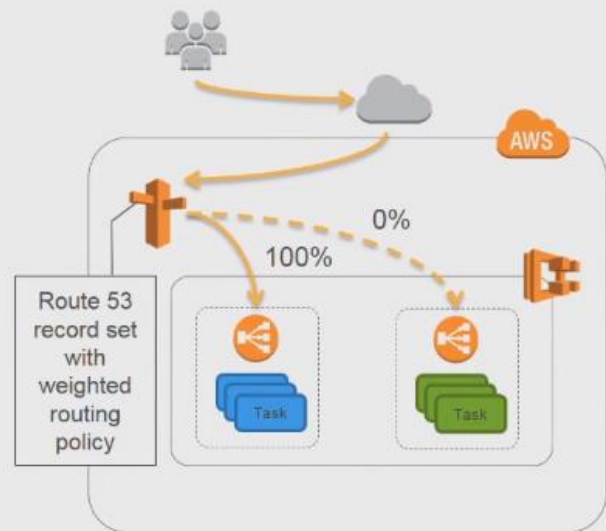 AWS
0%
100%
Route 53
record set
with
weighted
routing
policy
Task
Task